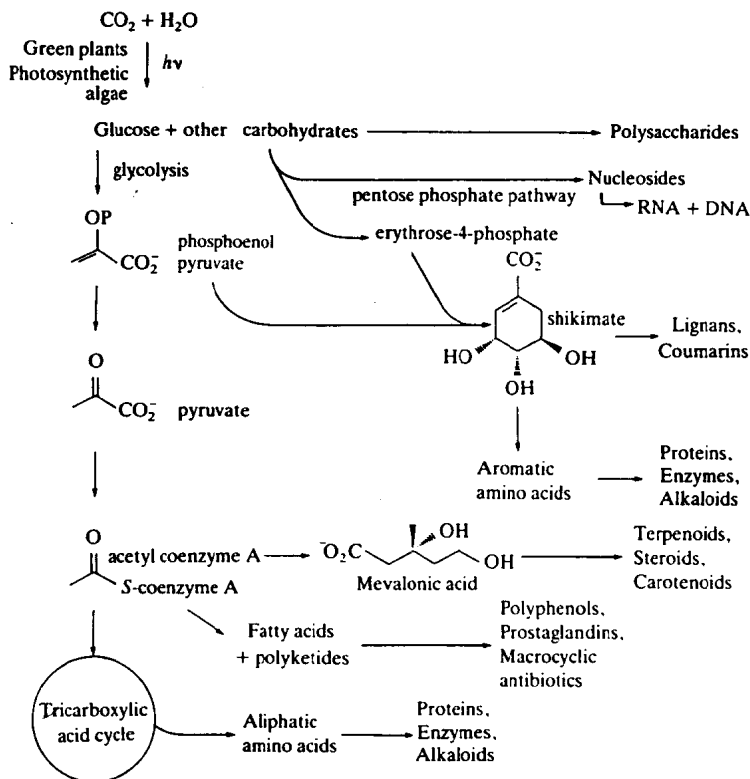 CO₂ + H₂O
Green plants
Photosynthetic
algae
hν
Glucose + other carbohydrates
Polysaccharides
glycolysis
pentose phosphate pathway
Nucleosides
RNA + DNA
erythrose-4-phosphate
OP
CO₂⁻
phosphoenol
pyruvate
CO₂⁻
shikimate
HO
OH
OH
Lignans,
Coumarins
O
CO₂⁻
pyruvate
Aromatic
amino acids
Proteins,
Enzymes,
Alkaloids
O
acetyl coenzyme A
S-coenzyme A
⁻O₂C
OH
OH
Mevalonic acid
Terpenoids,
Steroids,
Carotenoids
Fatty acids
+ polyketides
Polyphenols,
Prostaglandins,
Macrocyclic
antibiotics
Tricarboxylic
acid cycle
Aliphatic
amino acids
Proteins,
Enzymes,
Alkaloids